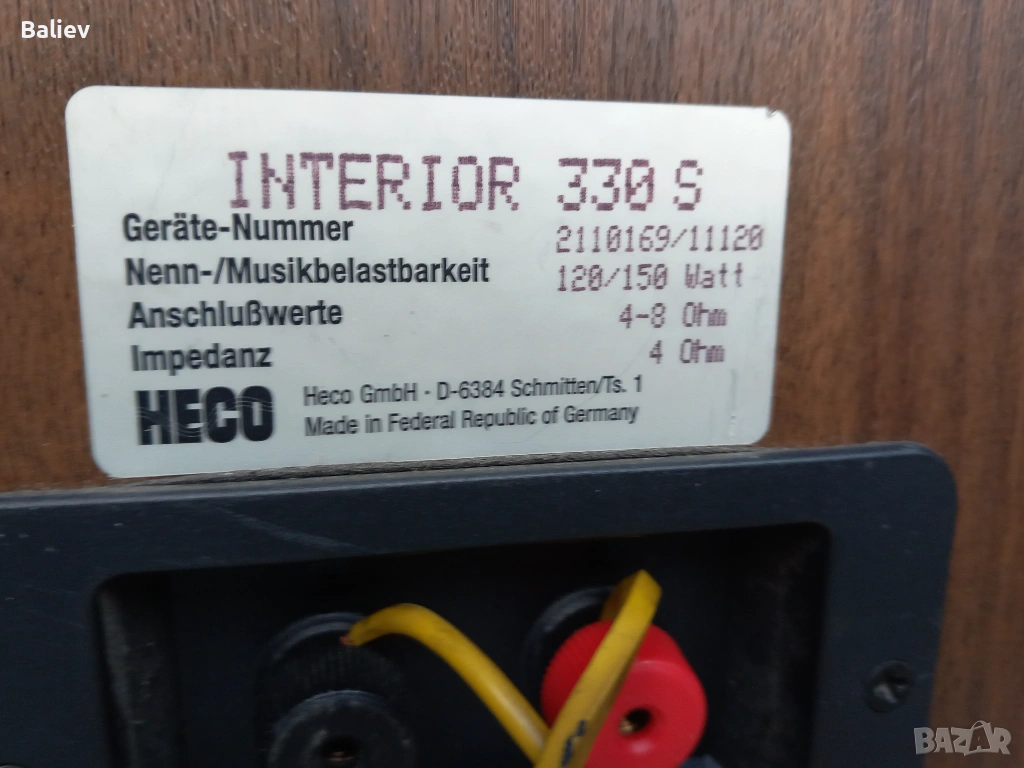 Baliev
INTERIOR 330 S
Geräte-Nummer 2110169/11120
Nenn-/Musikbelastbarkeit 120/150 Watt
Anschlußwerte 4-8 Ohm
Impedanz 4 Ohm
HECO Heco GmbH · D-6384 Schmitten/Ts. 1
Made in Federal Republic of Germany
BAZAR